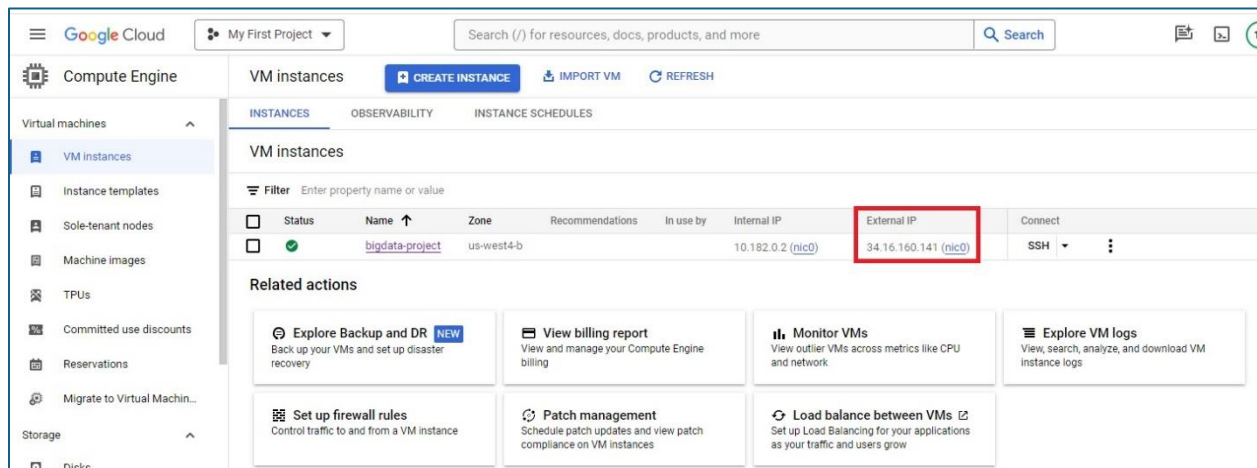 Google Cloud
My First Project
Search (/) for resources, docs, products, and more
Search
Compute Engine
VM instances
CREATE INSTANCE
IMPORT VM
REFRESH
Virtual machines
VM instances
Instance templates
Sole-tenant nodes
Machine images
TPUs
Committed use discounts
Reservations
Migrate to Virtual Machin...
Storage
Disks
INSTANCES
OBSERVABILITY
INSTANCE SCHEDULES
VM instances
Filter Enter property name or value
Status Name Zone Recommendations In use by Internal IP External IP Connect
bigdata-project us-west4-b 10.182.0.2 (nic0) 34.16.160.141 (nic0) SSH
Related actions
Explore Backup and DR NEW
Back up your VMs and set up disaster
recovery
View billing report
View and manage your Compute Engine
billing
Monitor VMs
View outlier VMs across metrics like CPU
and network
Explore VM logs
View, search, analyze, and download VM
instance logs
Set up firewall rules
Control traffic to and from a VM instance
Patch management
Schedule patch updates and view patch
compliance on VM instances
Load balance between VMs
Set up Load Balancing for your applications
as your traffic and users grow